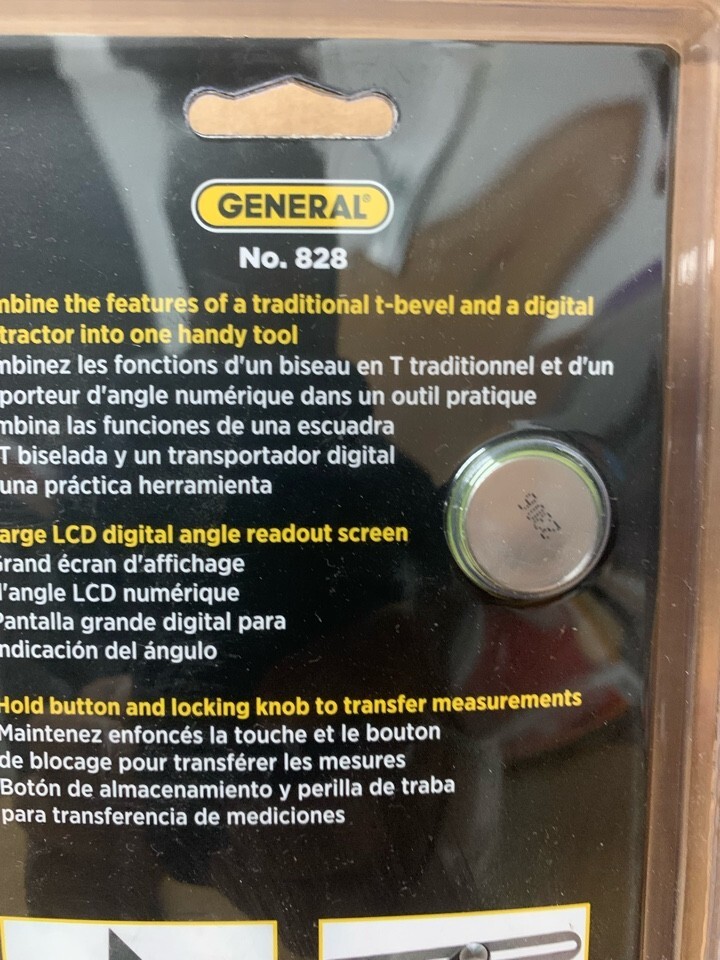 GENERAL®
No. 828
mbine the features of a traditional t-bevel and a digital
tractor into one handy tool
mbinez les fonctions d'un biseau en T traditionnel et d'un
porteur d'angle numérique dans un outil pratique
mbina las funciones de una escuadra
T biselada y un transportador digital
una práctica herramienta
arge LCD digital angle readout screen
Grand écran d'affichage
d'angle LCD numérique
Pantalla grande digital para
ndicación del ángulo
Hold button and locking knob to transfer measurements
Maintenez enfoncés la touche et le bouton
de blocage pour transférer les mesures
Botón de almacenamiento y perilla de traba
para transferencia de mediciones